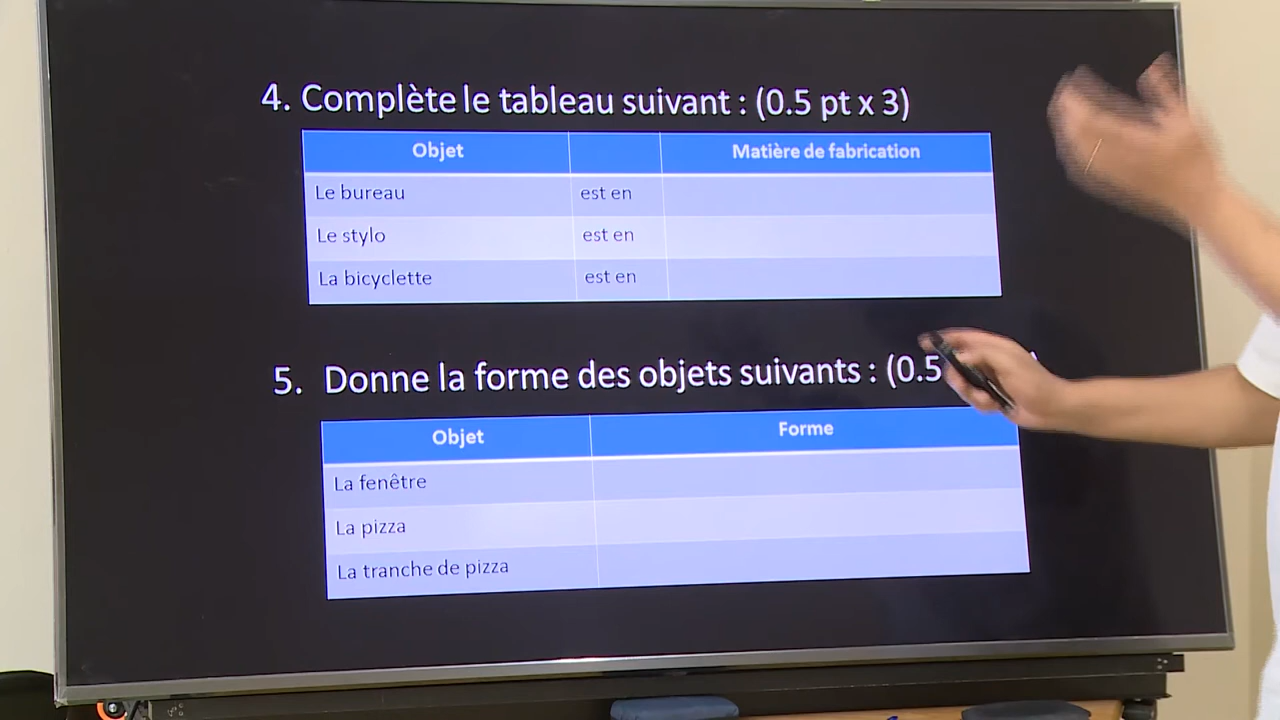 4. Complète le tableau suivant : (0.5 pt x 3)
Objet Matière de fabrication
Le bureau est en
Le stylo est en
La bicyclette est en
5. Donne la forme des objets suivants : (0.5
Objet Forme
La fenêtre
La pizza
La tranche de pizza